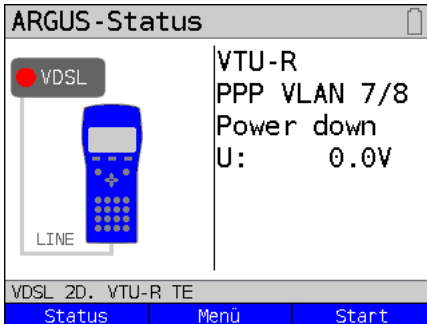 ARGUS-Status
VDSL
VTU-R
PPP VLAN 7/8
Power down
U: 0.0V
LINE
VDSL 2D. VTU-R TE
Status Menü Start